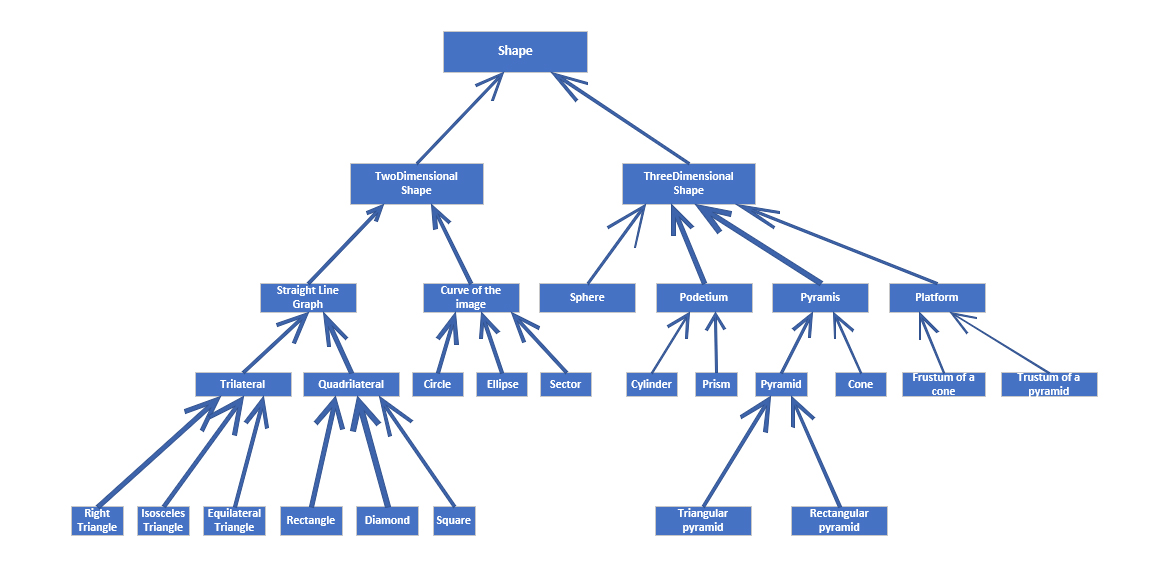 Shape
TwoDimensional
Shape
ThreeDimensional
Shape
Straight Line
Graph
Curve of the
image
Sphere
Podetium
Pyramis
Platform
Trilateral
Quadrilateral
Circle
Ellipse
Sector
Cylinder
Prism
Pyramid
Cone
Frustum of a
cone
Trustum of a
pyramid
Right
Triangle
Isosceles
Triangle
Equilateral
Triangle
Rectangle
Diamond
Square
Triangular
pyramid
Rectangular
pyramid